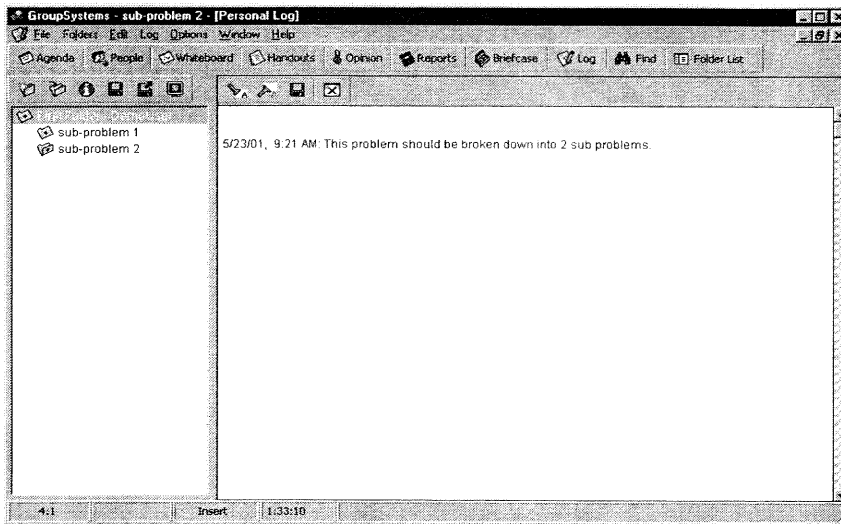 GroupSystems - sub-problem 2 - [Personal Log]
File Folders Edit Log Options Window Help
Agenda People Whiteboard Handouts Opinion Reports Briefcase Log Find Folder List
sub-problem 1
sub-problem 2
5/23/01, 9:21 AM: This problem should be broken down into 2 sub problems.
4:1 Insert 1:33:10